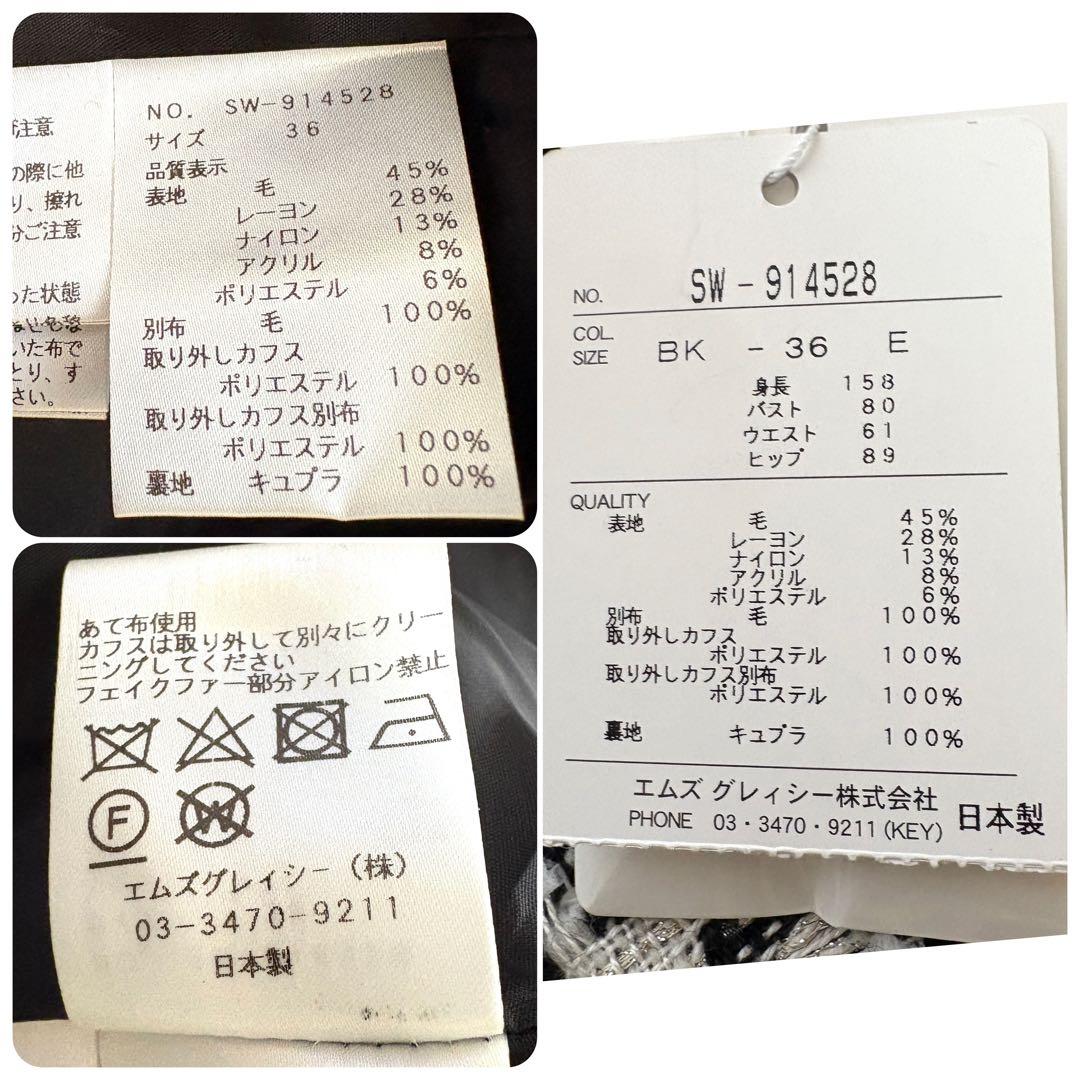 注意
の際に他
り、擦れ
分ご注意
った状態
いた布で
とり、す
さい。
NO. SW-914528
サイズ 36
品質表示
表地 毛 45%
レーヨン 28%
ナイロン 13%
アクリル 8%
ポリエステル 6%
別布 毛 100%
取り外しカフス
ポリエステル 100%
取り外しカフス別布
ポリエステル 100%
裏地 キュプラ 100%
あて布使用
カフスは取り外して別々にクリー
ニングしてください
フェイクファー部分アイロン禁止
F W
エムズグレィシー(株)
03-3470-9211
日本製
NO. SW-914528
COL.
SIZE BK - 36 E
身長 158
バスト 80
ウエスト 61
ヒップ 89
QUALITY
表地 毛 45%
レーヨン 28%
ナイロン 13%
アクリル 8%
ポリエステル 6%
別布 毛 100%
取り外しカフス
ポリエステル 100%
取り外しカフス別布
ポリエステル 100%
裏地 キュプラ 100%
エムズ グレィシー株式会社
PHONE 03・3470・9211(KEY) 日本製